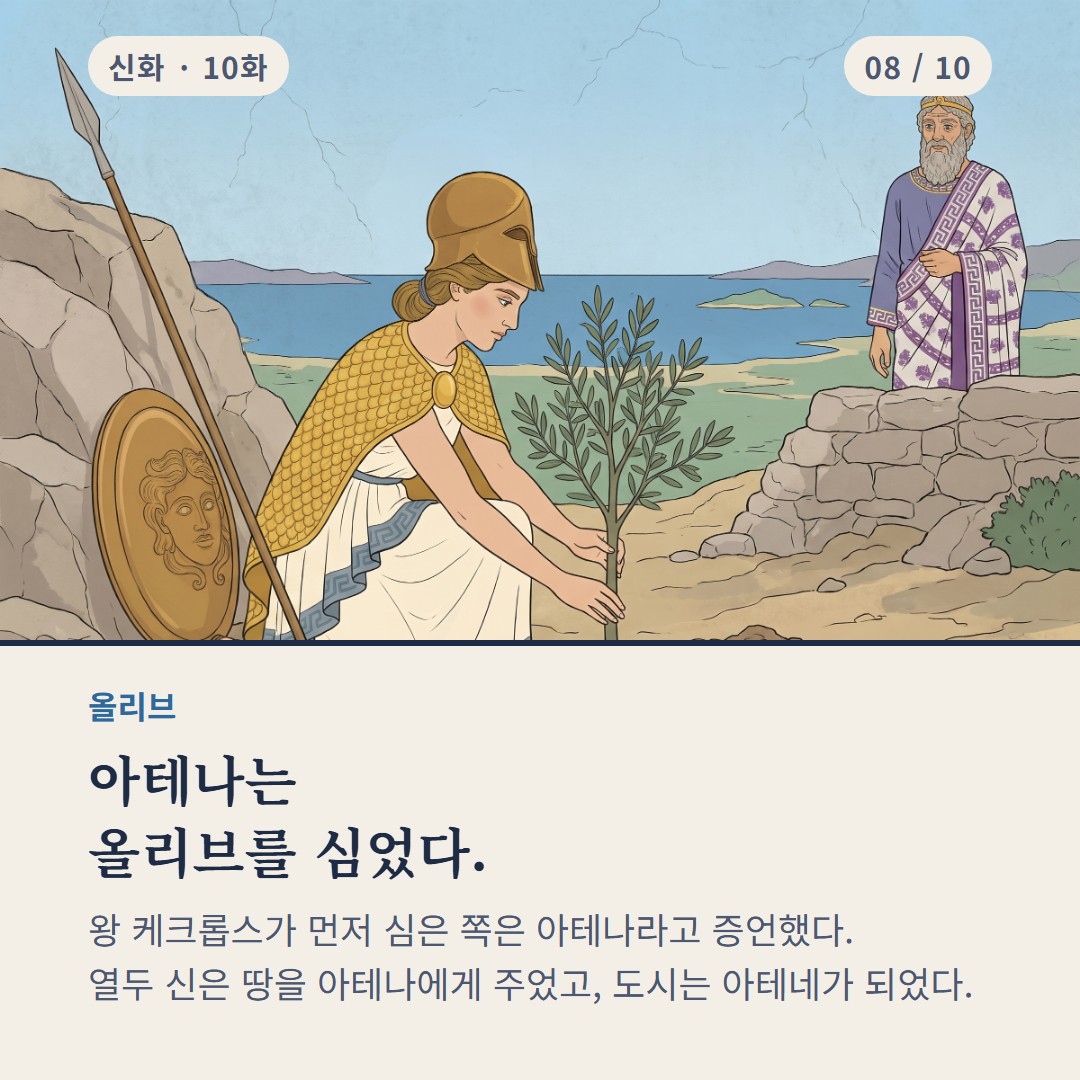 신화 · 10화
08 / 10
올리브
아테나는
올리브를 심었다.
왕 케크롭스가 먼저 심은 쪽은 아테나라고 증언했다.
열두 신은 땅을 아테나에게 주었고, 도시는 아테네가 되었다.